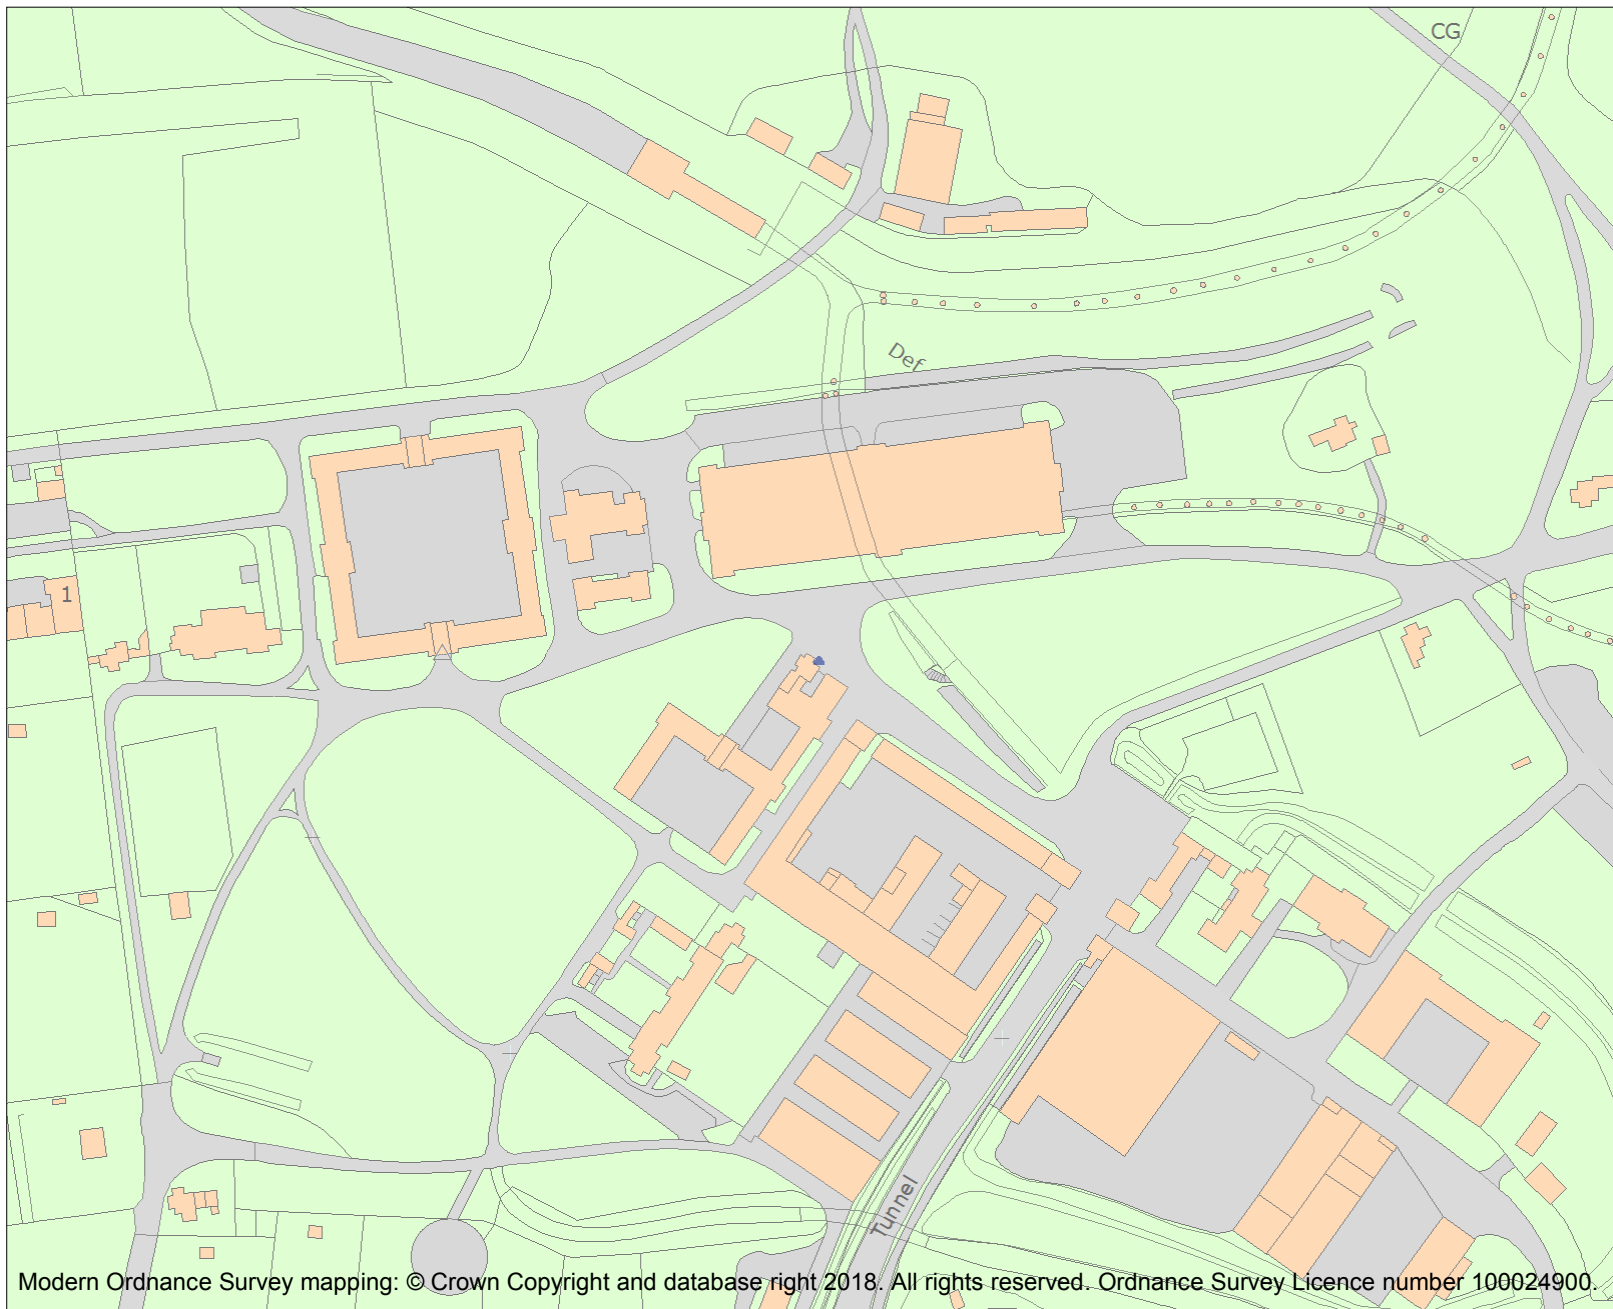 CG
Def
1
Tunnel
Modern Ordnance Survey mapping: © Crown Copyright and database right 2018. All rights reserved. Ordnance Survey Licence number 100024900.